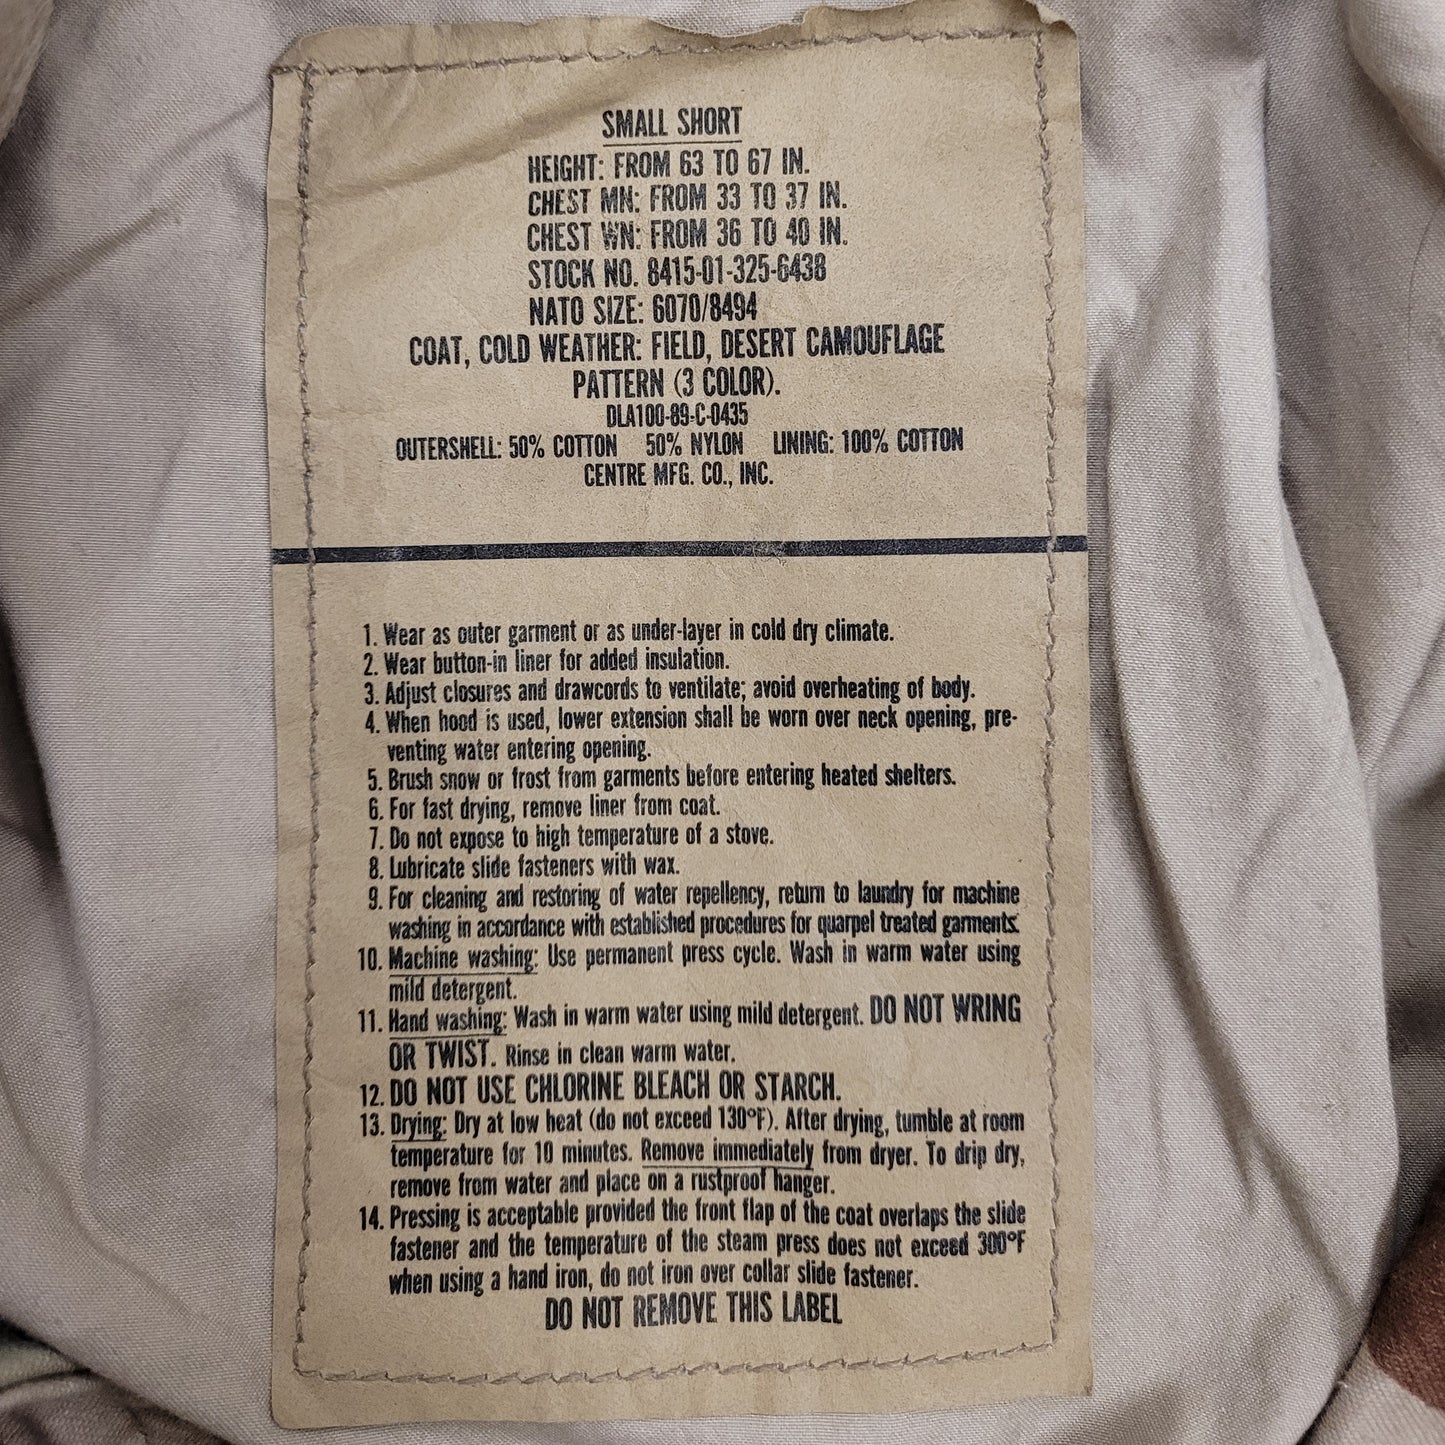 SMALL SHORT
HEIGHT: FROM 63 TO 67 IN.
CHEST MN: FROM 33 TO 37 IN.
CHEST WN: FROM 36 TO 40 IN.
STOCK NO. 8415-01-325-6438
NATO SIZE: 6070/8494
COAT, COLD WEATHER: FIELD, DESERT CAMOUFLAGE
PATTERN (3 COLOR).
DLA100-89-C-0435
OUTERSHELL: 50% COTTON 50% NYLON LINING: 100% COTTON
CENTRE MFG. CO., INC.
1. Wear as outer garment or as under-layer in cold dry climate.
2. Wear button-in liner for added insulation.
3. Adjust closures and drawcords to ventilate; avoid overheating of body.
4. When hood is used, lower extension shall be worn over neck opening, pre-
venting water entering opening.
5. Brush snow or frost from garments before entering heated shelters.
6. For fast drying, remove liner from coat.
7. Do not expose to high temperature of a stove.
8. Lubricate slide fasteners with wax.
9. For cleaning and restoring of water repellency, return to laundry for machine
washing in accordance with established procedures for quarpel treated garments.
10. Machine washing: Use permanent press cycle. Wash in warm water using
mild detergent.
11. Hand washing: Wash in warm water using mild detergent. DO NOT WRING
OR TWIST. Rinse in clean warm water.
12. DO NOT USE CHLORINE BLEACH OR STARCH.
13. Drying: Dry at low heat (do not exceed 130°F). After drying, tumble at room
temperature for 10 minutes. Remove immediately from dryer. To drip dry,
remove from water and place on a rustproof hanger.
14. Pressing is acceptable provided the front flap of the coat overlaps the slide
fastener and the temperature of the steam press does not exceed 300°F
when using a hand iron, do not iron over collar slide fastener.
DO NOT REMOVE THIS LABEL